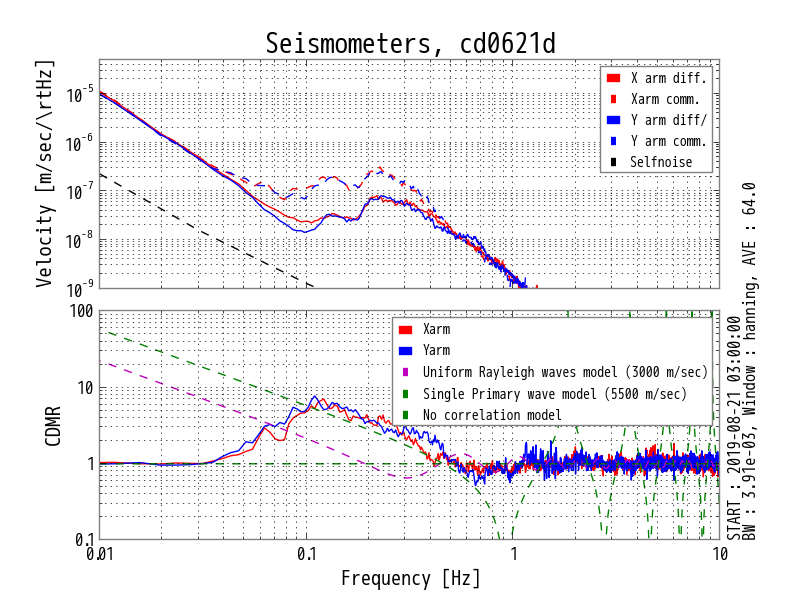 Seismometers, cd0621d
Velocity [m/sec/\rtHz]
10-5
10-6
10-7
10-8
10-9
X arm diff.
Xarm comm.
Y arm diff/
Y arm comm.
Selfnoise
CDMR
100
10
1
0.1
Xarm
Yarm
Uniform Rayleigh waves model (3000 m/sec)
Single Primary wave model (5500 m/sec)
No correlation model
0.01
0.1
1
10
Frequency [Hz]
START : 2019-08-21 03:00:00
BW : 3.91e-03, Window : hanning, AVE : 64.0